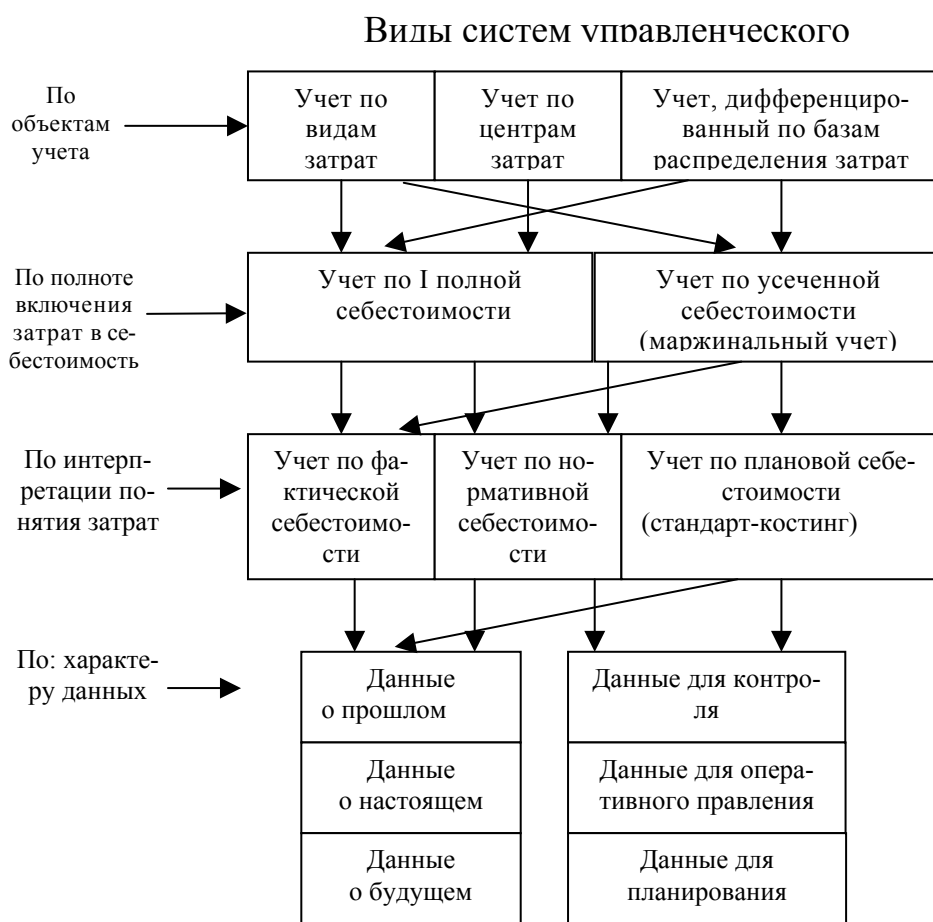 Виды систем управленческого
По
объектам
учета
Учет по
видам
затрат
Учет по
центрам
затрат
Учет, дифференциро-
ванный по базам
распределения затрат
По полноте
включения
затрат в се-
бестоимость
Учет по I полной
себестоимости
Учет по усеченной
себестоимости
(маржинальный учет)
По интерп-
ретации по-
нятия затрат
Учет по фа-
ктической
себестоимо-
сти
Учет по но-
рмативной
себестоимо-
сти
Учет по плановой себе-
стоимости
(стандарт-костинг)
По: характе-
ру данных
Данные
о прошлом
Данные для контро-
ля
Данные
о настоящем
Данные для опера-
тивного правления
Данные
о будущем
Данные для
планирования